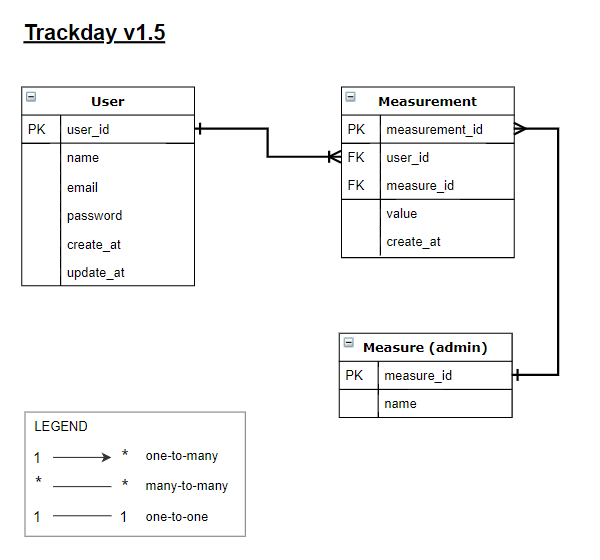 Trackday v1.5
User
PK user_id
name
email
password
create_at
update_at
Measurement
PK measurement_id
FK user_id
FK measure_id
value
create_at
Measure (admin)
PK measure_id
name
LEGEND
1 * one-to-many
* * many-to-many
1 1 one-to-one